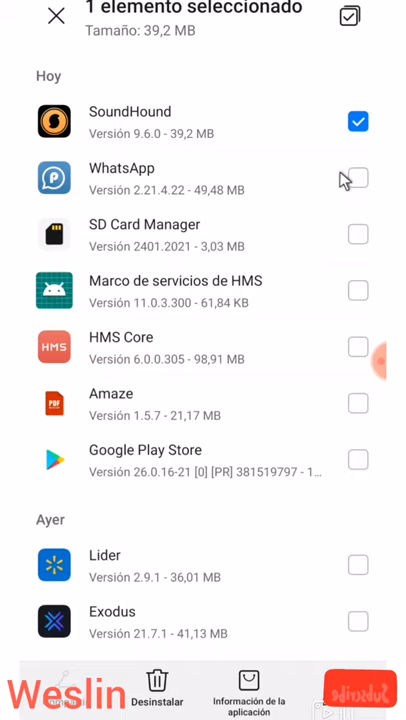 1 elemento seleccionado
Tamaño: 39,2 MB
Hoy
SoundHound
Versión 9.6.0 - 39,2 MB
WhatsApp
Versión 2.21.4.22 - 49,48 MB
SD Card Manager
Versión 2401.2021 - 3,03 MB
Marco de servicios de HMS
Versión 11.0.3.300 - 61,84 KB
HMS
HMS Core
Versión 6.0.0.305 - 98,91 MB
PDF
Amaze
Versión 1.5.7 - 21,17 MB
Google Play Store
Versión 26.0.16-21 [0] [PR] 381519797 - 1...
Ayer
Lider
Versión 2.9.1 - 36,01 MB
Exodus
Versión 21.7.1 - 41,13 MB
Weslin
Desinstalar
Información de la
aplicación
Subscribe